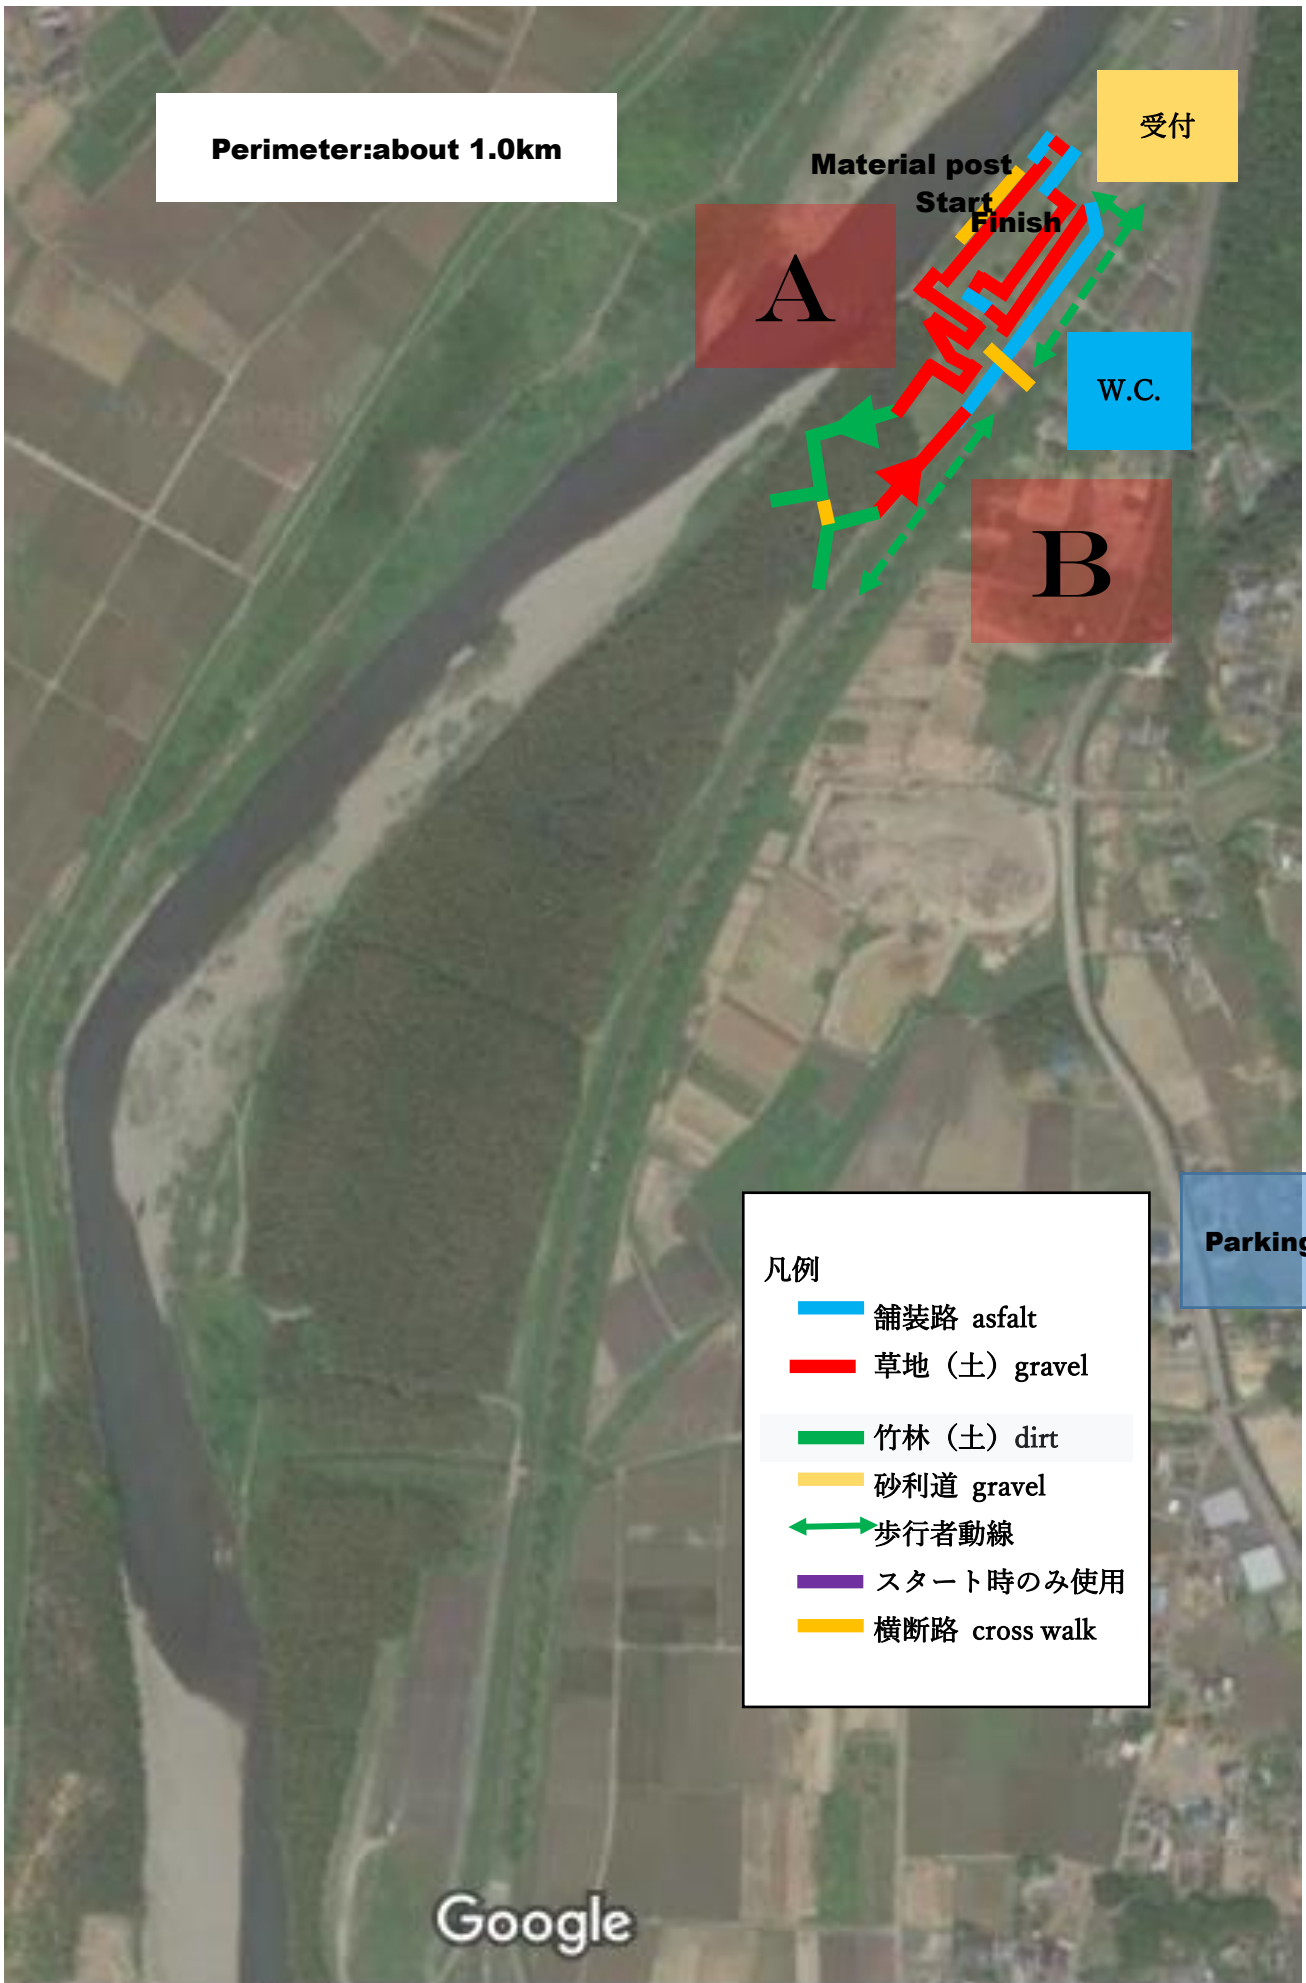 受付
Perimeter:about 1.0km
Material post
Start
Finish
A
W.C.
B
Parking
凡例
舗装路 asfalt
草地（土）gravel
竹林（土）dirt
砂利道 gravel
歩行者動線
スタート時のみ使用
横断路 cross walk
Google